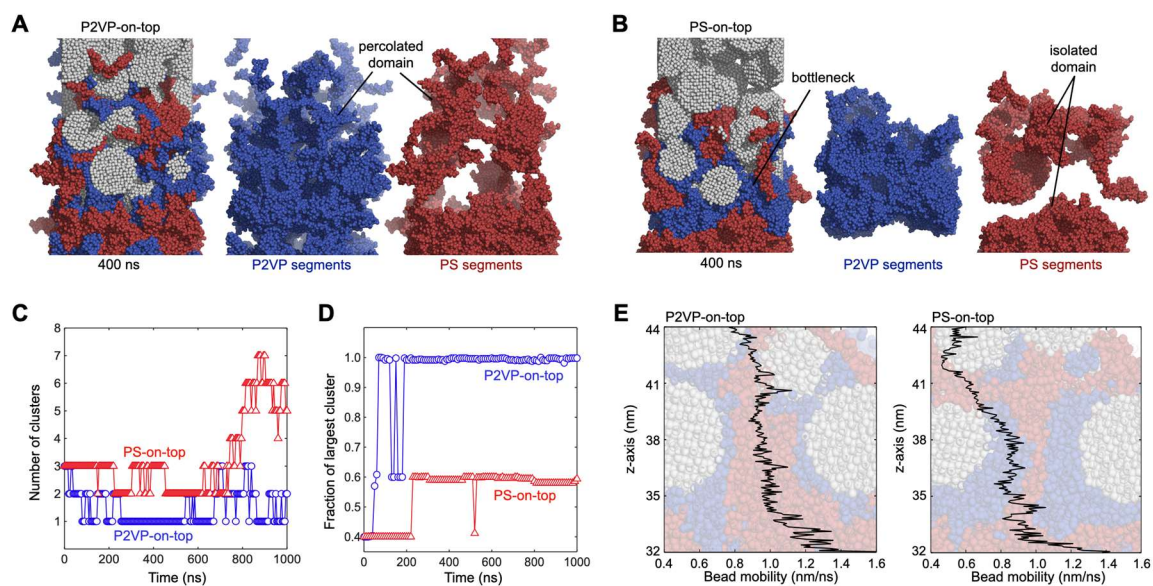 A
P2VP-on-top
percolated
domain
400 ns
P2VP segments
PS segments
B
PS-on-top
bottleneck
isolated
domain
400 ns
P2VP segments
PS segments
C
Number of clusters
8
7
6
5
4
3
2
1
PS-on-top
P2VP-on-top
0 200 400 600 800 1000
Time (ns)
D
Fraction of largest cluster
1.0
0.9
0.8
0.7
0.6
0.5
0.4
P2VP-on-top
PS-on-top
0 200 400 600 800 1000
Time (ns)
E
P2VP-on-top
z-axis (nm)
44
41
38
35
32
0.4 0.6 0.8 1.0 1.2 1.4 1.6
Bead mobility (nm/ns)
PS-on-top
z-axis (nm)
44
41
38
35
32
0.4 0.6 0.8 1.0 1.2 1.4 1.6
Bead mobility (nm/ns)